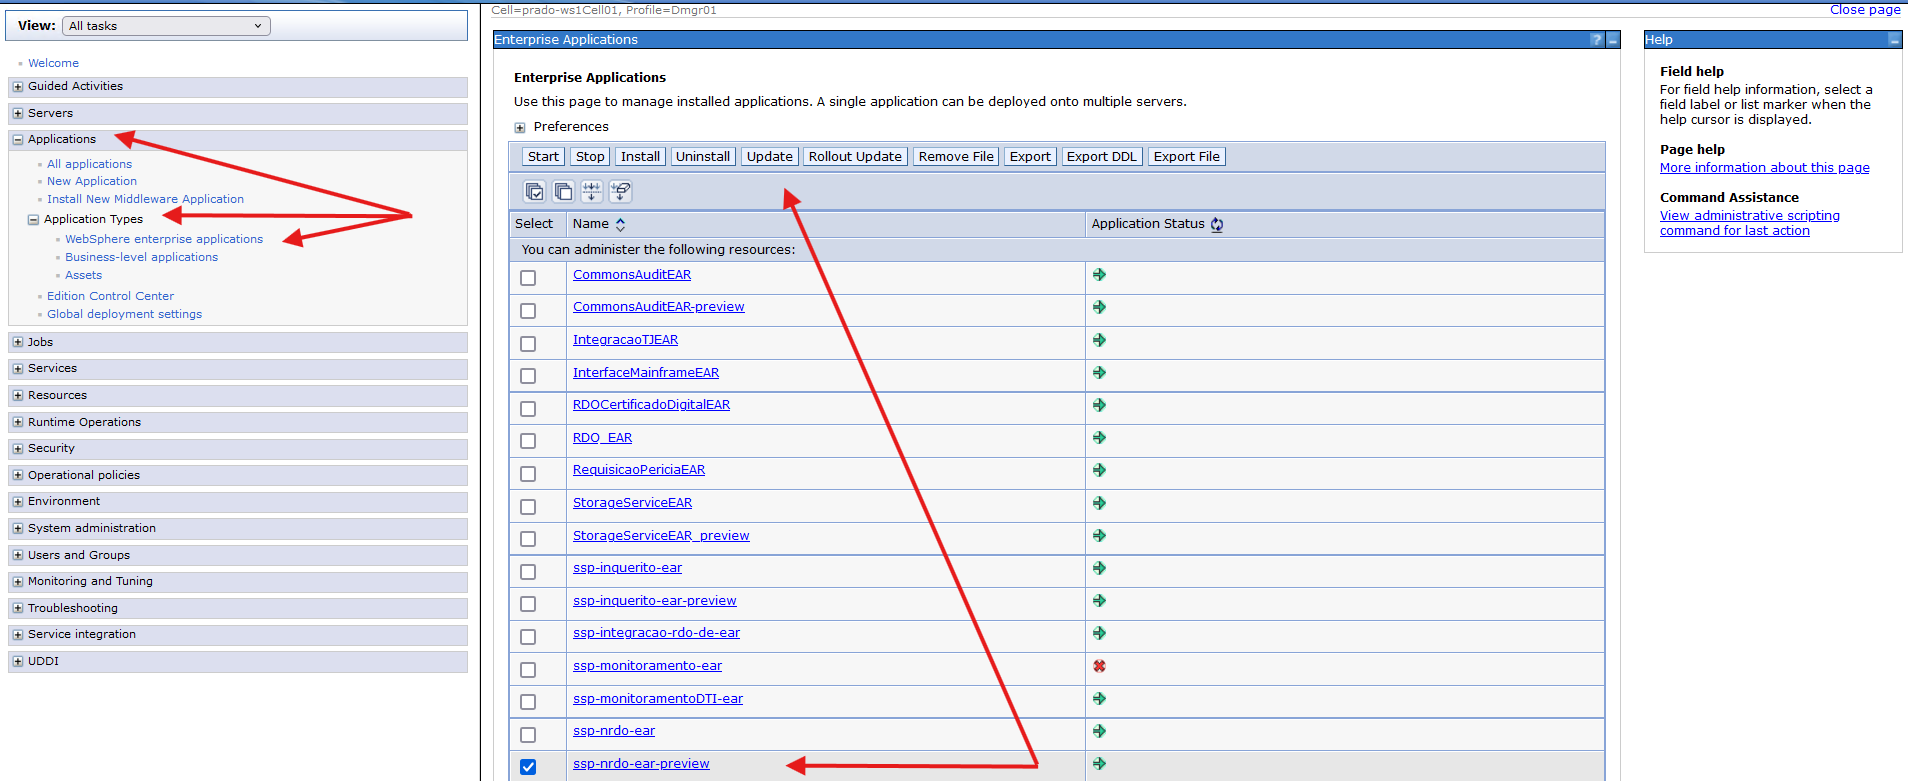 View: All tasks
Welcome
Guided Activities
Servers
Applications
All applications
New Application
Install New Middleware Application
Application Types
WebSphere enterprise applications
Business-level applications
Assets
Edition Control Center
Global deployment settings
Jobs
Services
Resources
Runtime Operations
Security
Operational policies
Environment
System administration
Users and Groups
Monitoring and Tuning
Troubleshooting
Service integration
UDDI
Cell=prado-ws1Cell01, Profile=Dmgr01
Close page
Enterprise Applications
Enterprise Applications
Use this page to manage installed applications. A single application can be deployed onto multiple servers.
Preferences
Start Stop Install Uninstall Update Rollout Update Remove File Export Export DDL Export File
Select Name Application Status
You can administer the following resources:
CommonsAuditEAR
CommonsAuditEAR-preview
IntegracaoTJEAR
InterfaceMainframeEAR
RDOCertificadoDigitalEAR
RDO_EAR
RequisicaoPericiaEAR
StorageServiceEAR
StorageServiceEAR_preview
ssp-inquerito-ear
ssp-inquerito-ear-preview
ssp-integracao-rdo-de-ear
ssp-monitoramento-ear
ssp-monitoramentoDTI-ear
ssp-nrdo-ear
ssp-nrdo-ear-preview
Help
Field help
For field help information, select a
field label or list marker when the
help cursor is displayed.
Page help
More information about this page
Command Assistance
View administrative scripting
command for last action